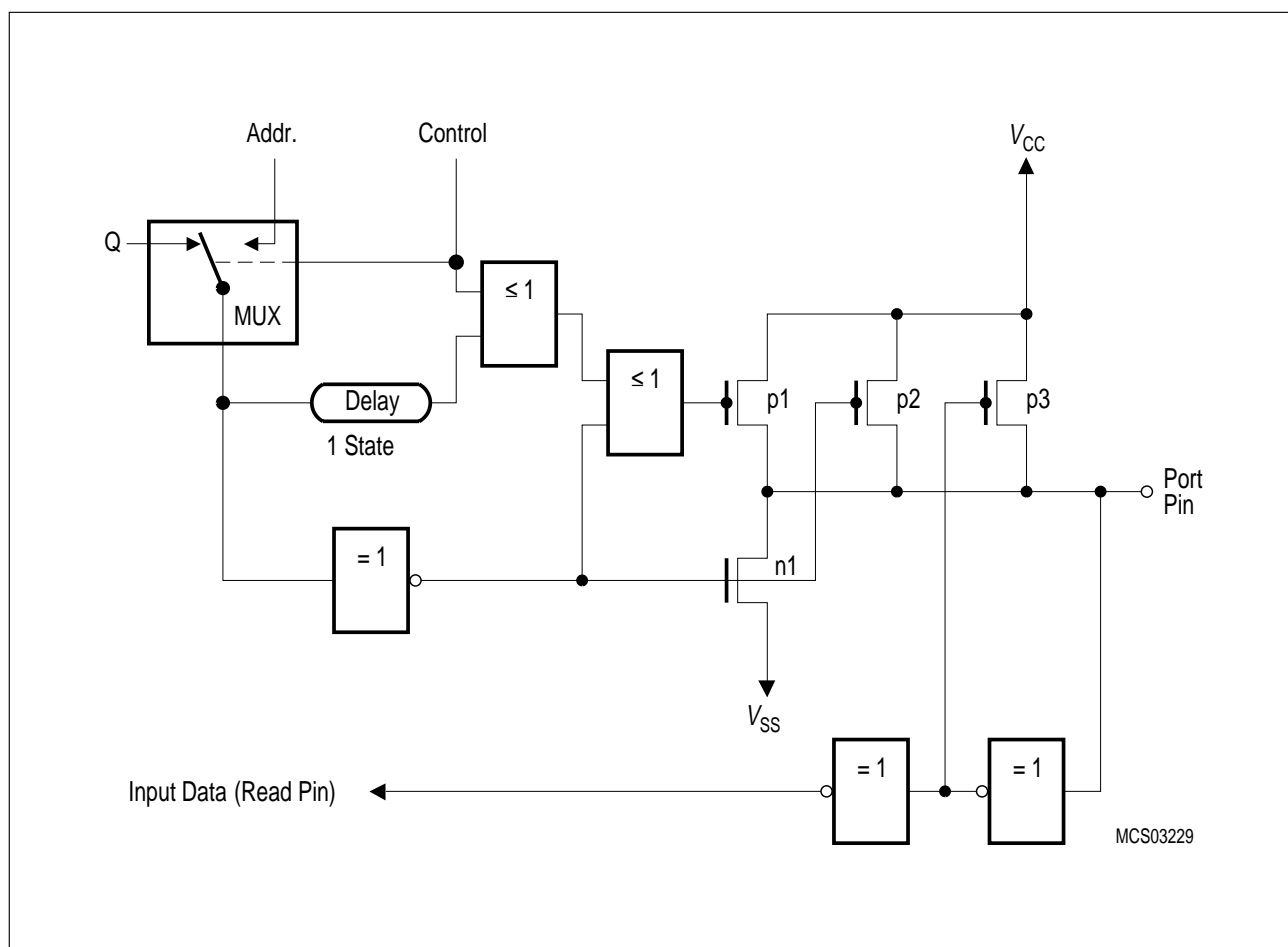 Addr.
Control
V_CC
Q
MUX
≤ 1
≤ 1
Delay
1 State
p1
p2
p3
Port
Pin
= 1
n1
V_SS
= 1
= 1
Input Data (Read Pin)
MCS03229